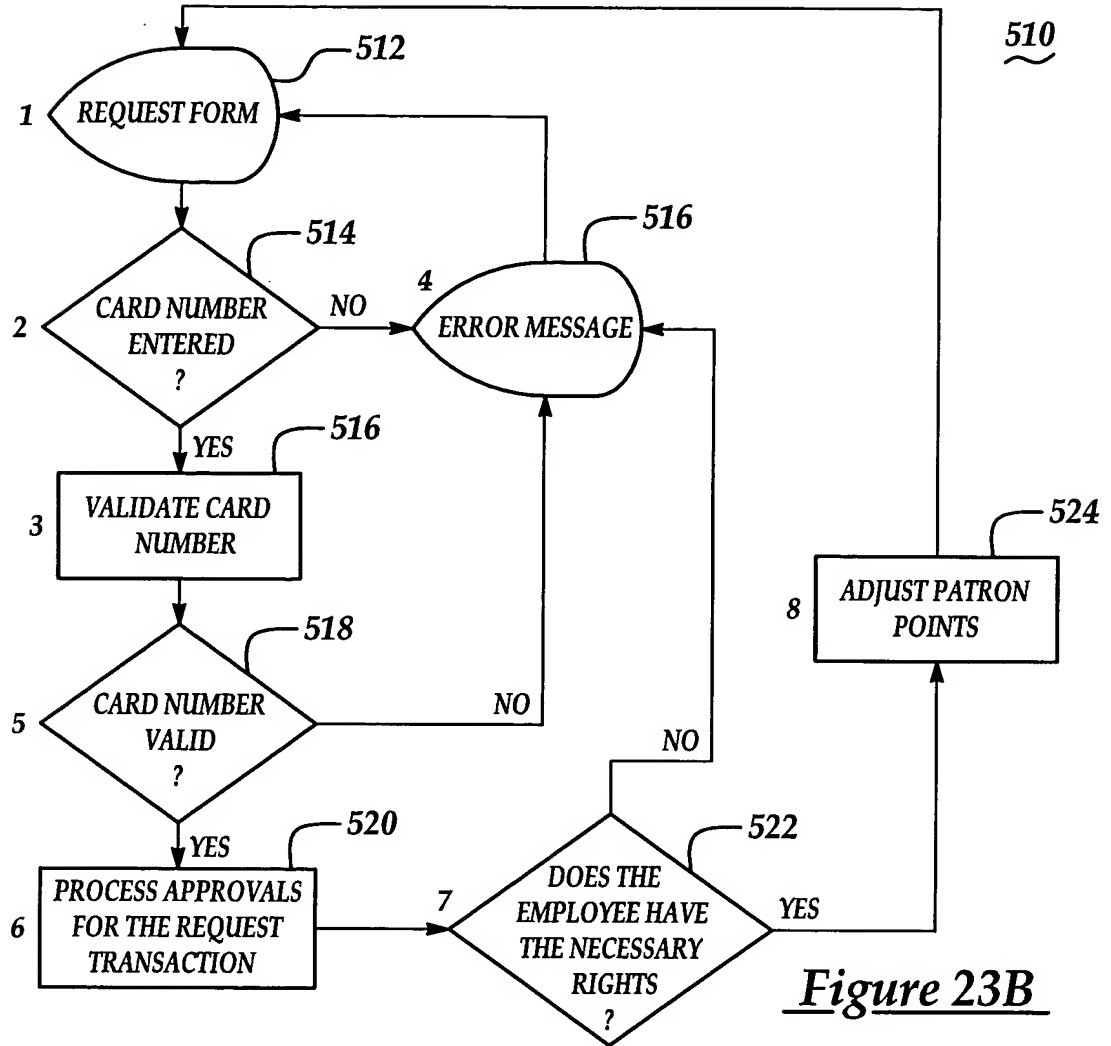 510
512
1
REQUEST FORM
514
2
CARD NUMBER
ENTERED
?
NO
516
4
ERROR MESSAGE
YES
516
3
VALIDATE CARD
NUMBER
518
5
CARD NUMBER
VALID
?
NO
YES
520
6
PROCESS APPROVALS
FOR THE REQUEST
TRANSACTION
NO
522
7
DOES THE
EMPLOYEE HAVE
THE NECESSARY
RIGHTS
?
YES
524
8
ADJUST PATRON
POINTS
Figure 23B